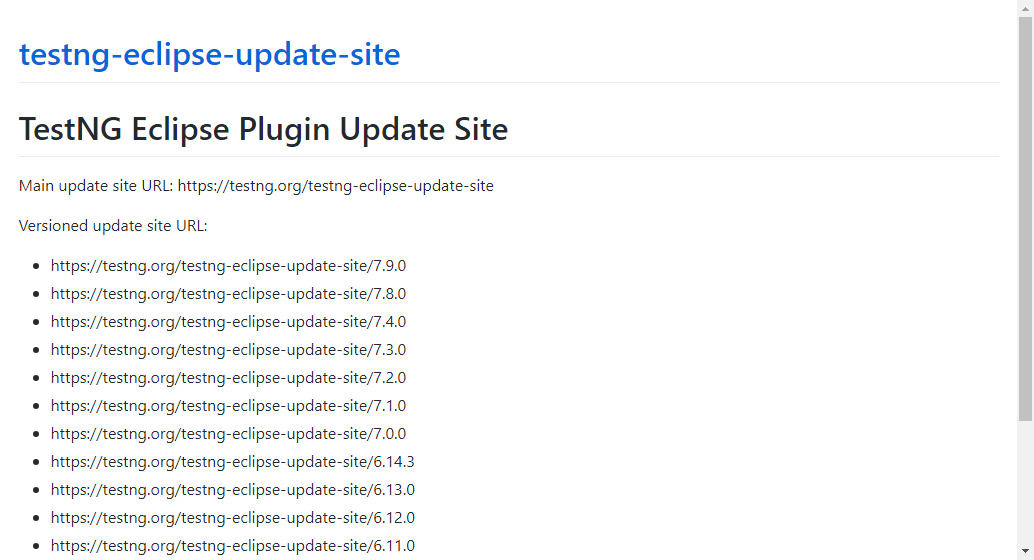 testng-eclipse-update-site
TestNG Eclipse Plugin Update Site
Main update site URL: https://testng.org/testng-eclipse-update-site
Versioned update site URL:
• https://testng.org/testng-eclipse-update-site/7.9.0
• https://testng.org/testng-eclipse-update-site/7.8.0
• https://testng.org/testng-eclipse-update-site/7.4.0
• https://testng.org/testng-eclipse-update-site/7.3.0
• https://testng.org/testng-eclipse-update-site/7.2.0
• https://testng.org/testng-eclipse-update-site/7.1.0
• https://testng.org/testng-eclipse-update-site/7.0.0
• https://testng.org/testng-eclipse-update-site/6.14.3
• https://testng.org/testng-eclipse-update-site/6.13.0
• https://testng.org/testng-eclipse-update-site/6.12.0
• https://testng.org/testng-eclipse-update-site/6.11.0